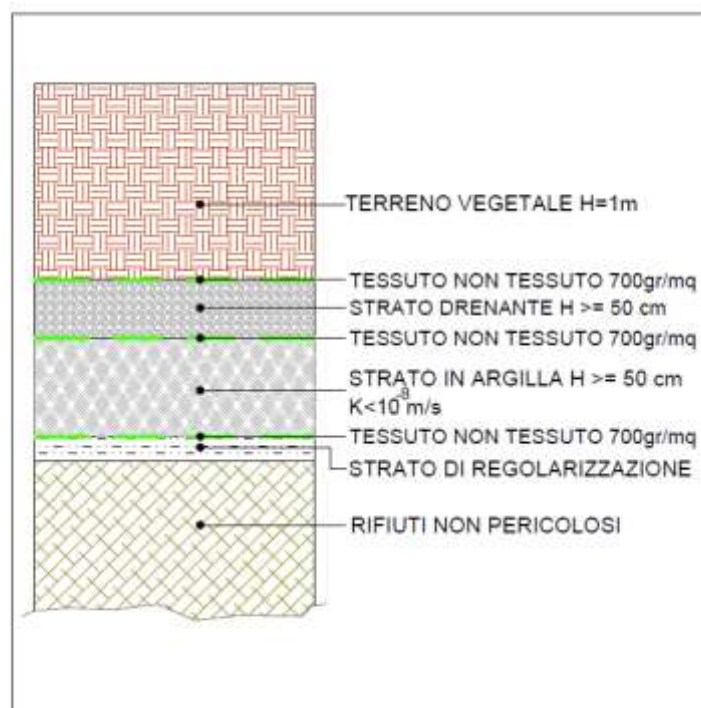 TERRENO VEGETALE H=1m
TESSUTO NON TESSUTO 700gr/mq
STRATO DRENANTE H >= 50 cm
TESSUTO NON TESSUTO 700gr/mq
STRATO IN ARGILLA H >= 50 cm
K<10⁻⁸m/s
TESSUTO NON TESSUTO 700gr/mq
STRATO DI REGOLARIZZAZIONE
RIFIUTI NON PERICOLOSI